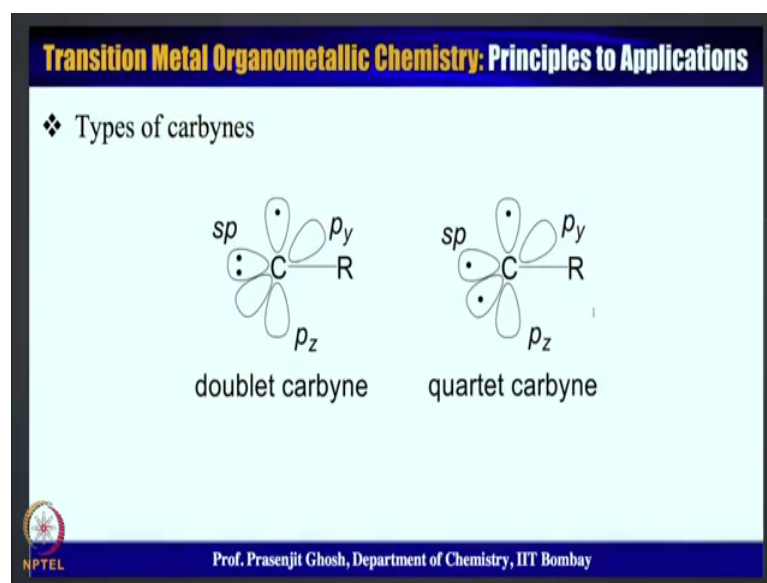 Transition Metal Organometallic Chemistry: Principles to Applications
❖ Types of carbynes
sp p_y sp p_y
C R C R
p_z p_z
doublet carbyne quartet carbyne
NPTEL
Prof. Prasenjit Ghosh, Department of Chemistry, IIT Bombay